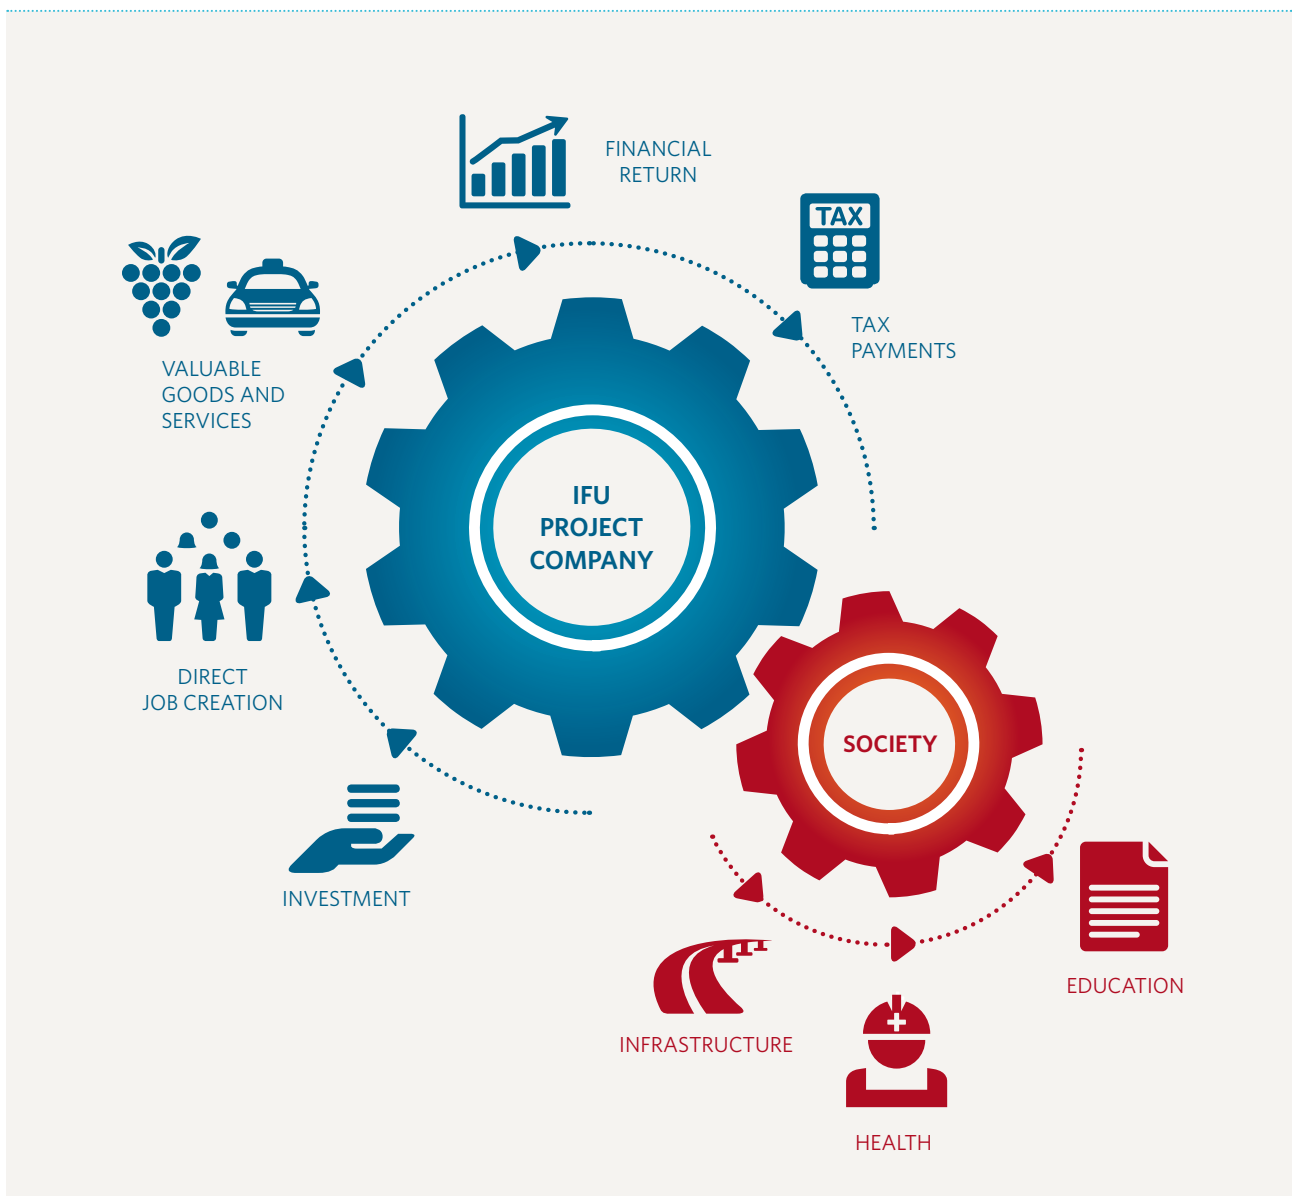 FINANCIAL
RETURN
TAX
TAX
PAYMENTS
VALUABLE
GOODS AND
SERVICES
IFU
PROJECT
COMPANY
DIRECT
JOB CREATION
SOCIETY
INVESTMENT
EDUCATION
INFRASTRUCTURE
HEALTH